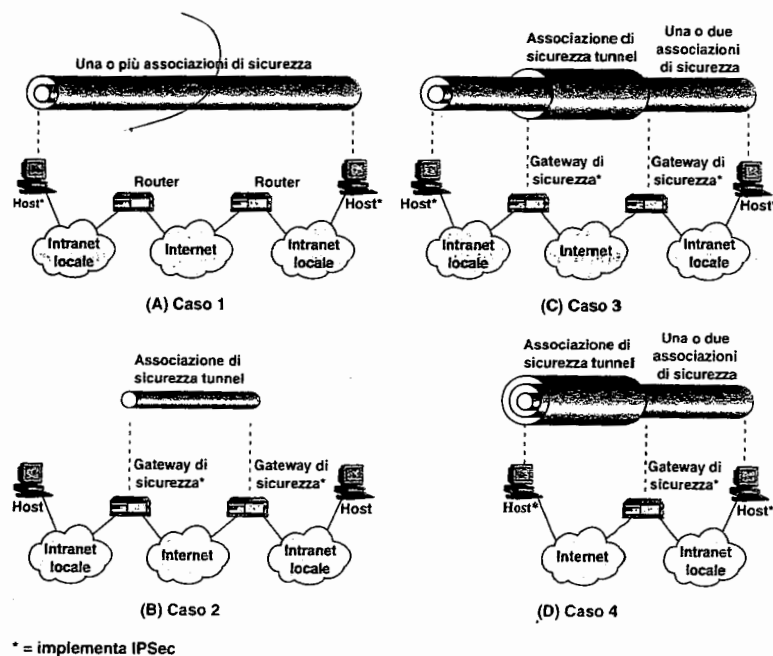 Una o più associazioni di sicurezza
Host*
Router
Router
Host*
Intranet
locale
Internet
Intranet
locale
(A) Caso 1
Associazione di
sicurezza tunnel
Una o due
associazioni
di sicurezza
Host*
Gateway di
sicurezza*
Gateway di
sicurezza*
Host*
Intranet
locale
Internet
Intranet
locale
(C) Caso 3
Associazione di
sicurezza tunnel
Host
Gateway di
sicurezza*
Gateway di
sicurezza*
Host
Intranet
locale
Internet
Intranet
locale
(B) Caso 2
Associazione di
sicurezza tunnel
Una o due
associazioni
di sicurezza
Host*
Gateway di
sicurezza*
Host*
Internet
Intranet
locale
(D) Caso 4
* = implementa IPSec